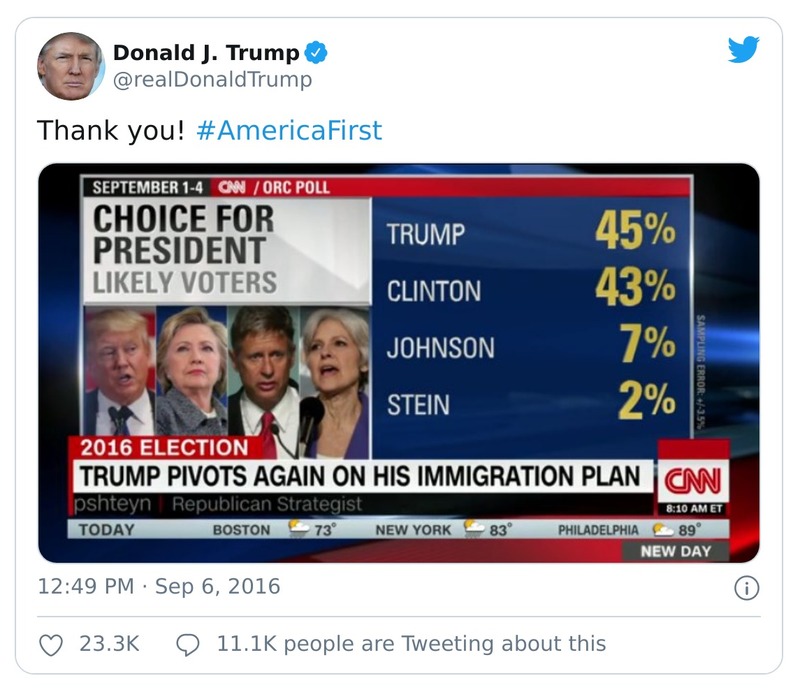 Donald J. Trump
@realDonaldTrump
Thank you! #AmericaFirst
SEPTEMBER 1-4 CNN / ORC POLL
CHOICE FOR
PRESIDENT
LIKELY VOTERS
TRUMP 45%
CLINTON 43%
JOHNSON 7%
STEIN 2%
SAMPLING ERROR: +/-3.5%
2016 ELECTION
TRUMP PIVOTS AGAIN ON HIS IMMIGRATION PLAN
CNN
pshteyn | Republican Strategist
8:10 AM ET
TODAY BOSTON 73° NEW YORK 83° PHILADELPHIA 89°
NEW DAY
12:49 PM · Sep 6, 2016
23.3K 11.1K people are Tweeting about this